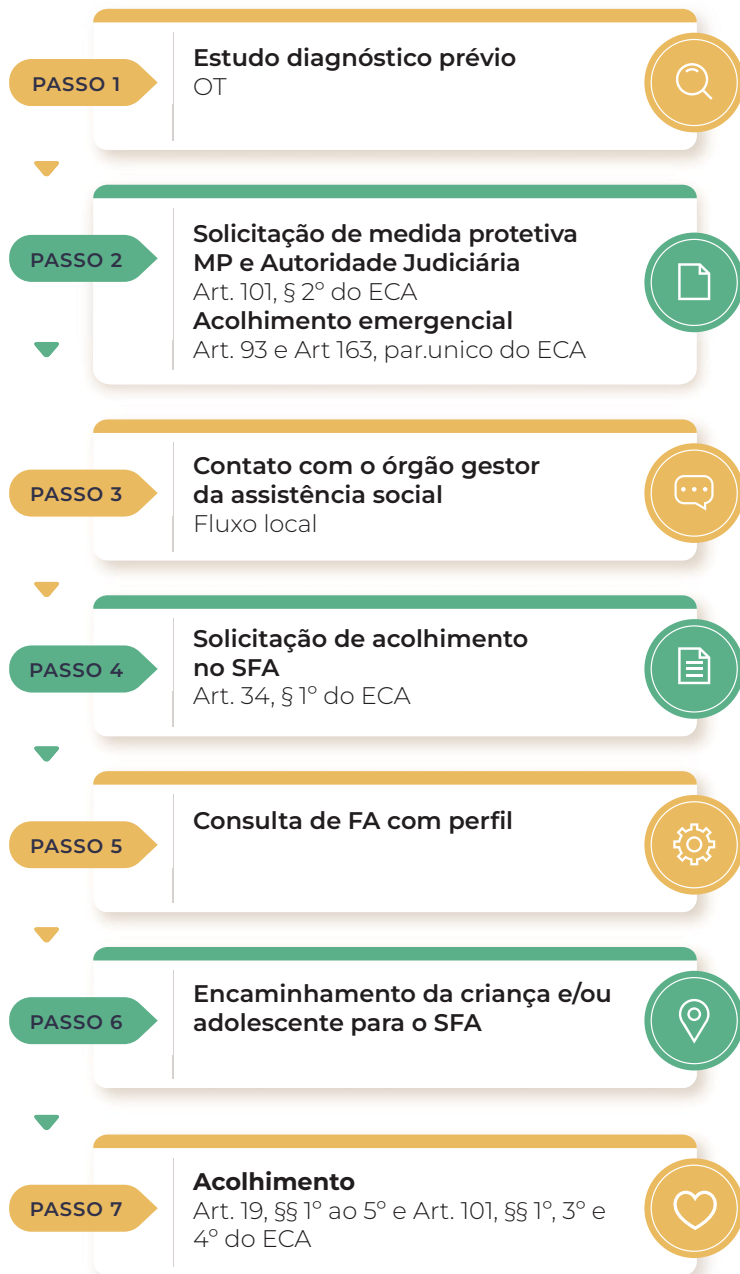 PASSO 1
Estudo diagnóstico prévio
OT
PASSO 2
Solicitação de medida protetiva
MP e Autoridade Judiciária
Art. 101, § 2º do ECA
Acolhimento emergencial
Art. 93 e Art 163, par.unico do ECA
PASSO 3
Contato com o órgão gestor
da assistência social
Fluxo local
PASSO 4
Solicitação de acolhimento
no SFA
Art. 34, § 1º do ECA
PASSO 5
Consulta de FA com perfil
PASSO 6
Encaminhamento da criança e/ou
adolescente para o SFA
PASSO 7
Acolhimento
Art. 19, §§ 1º ao 5º e Art. 101, §§ 1º, 3º e
4º do ECA